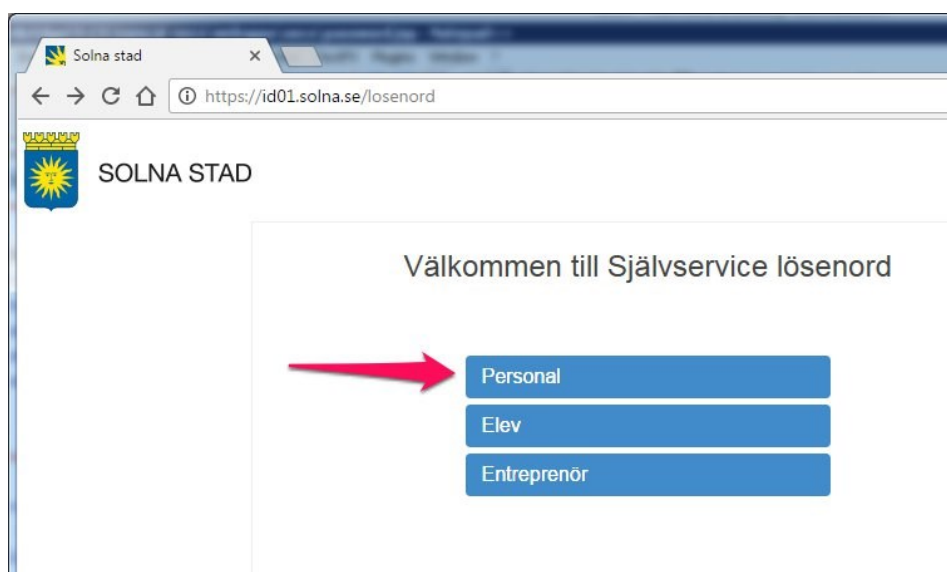 Solna stad
https://id01.solna.se/losenord
SOLNA STAD
Välkommen till Självservice lösenord
Personal
Elev
Entreprenör